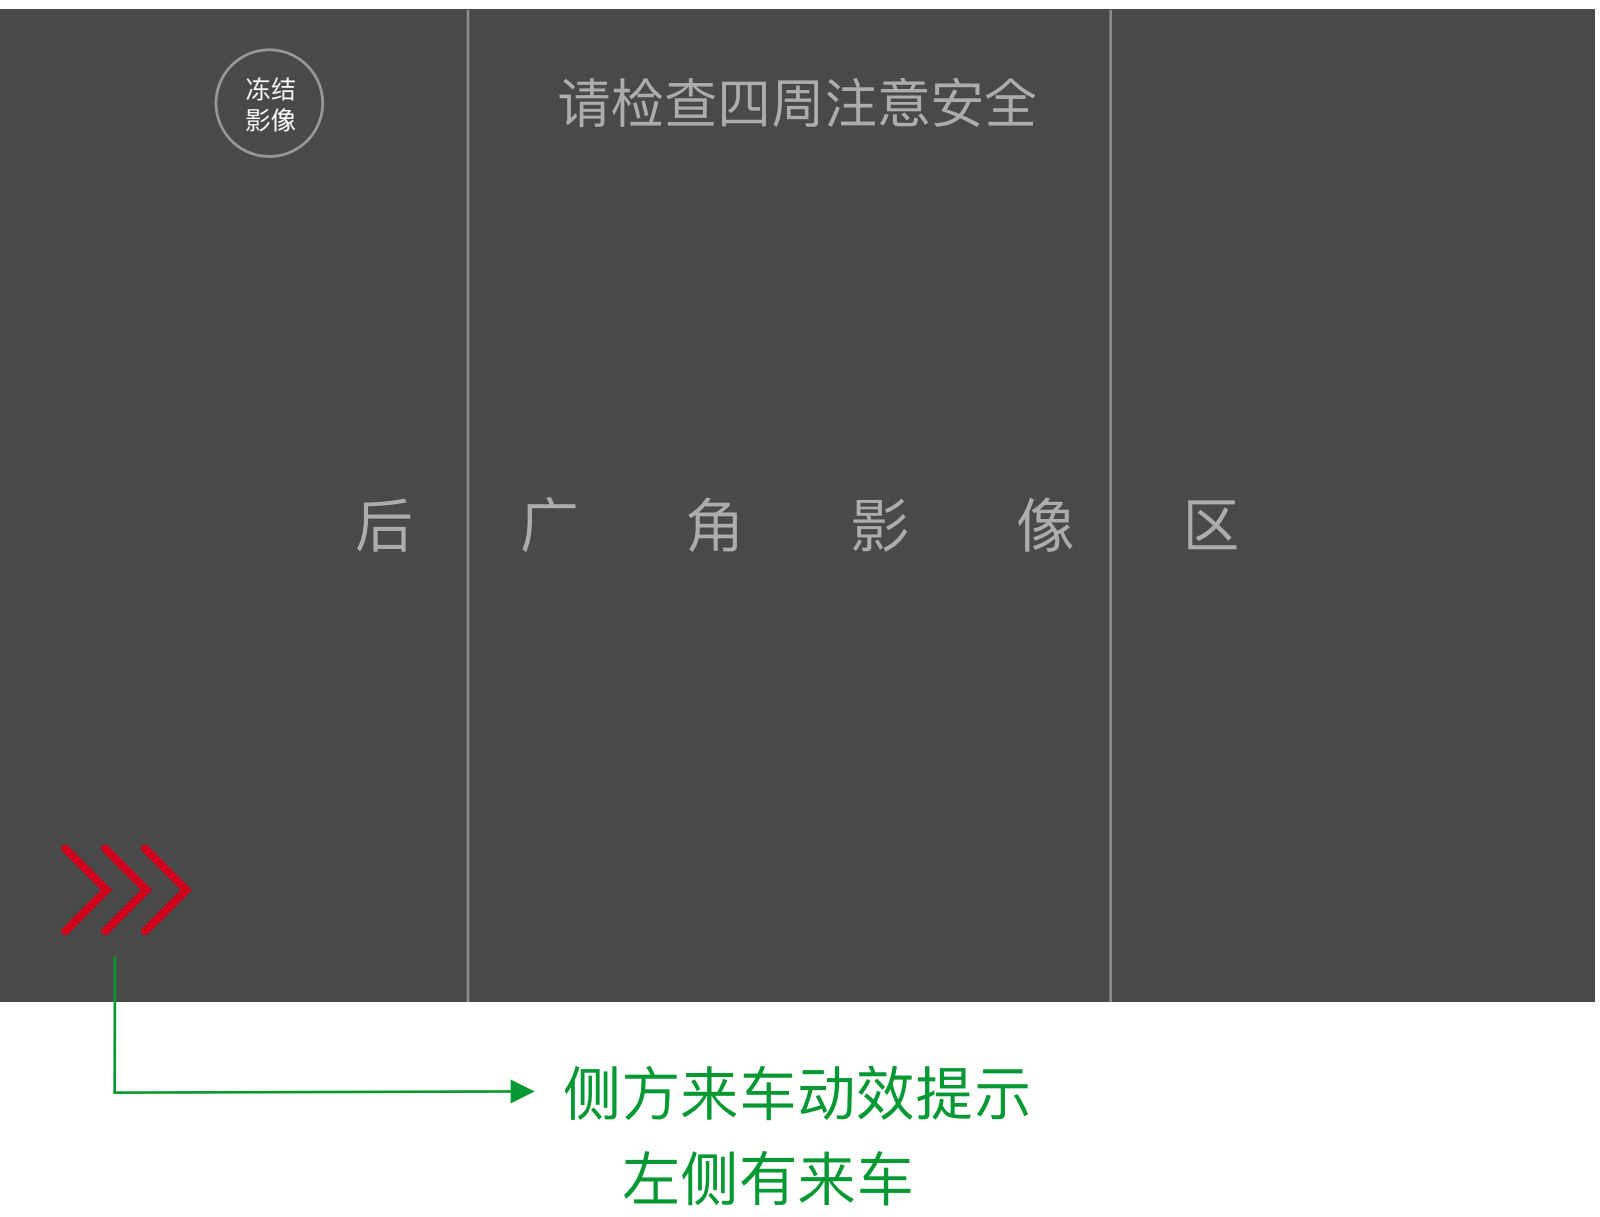 冻结
影像
请检查四周注意安全
后广角影像区
侧方来车动效提示
左侧有来车